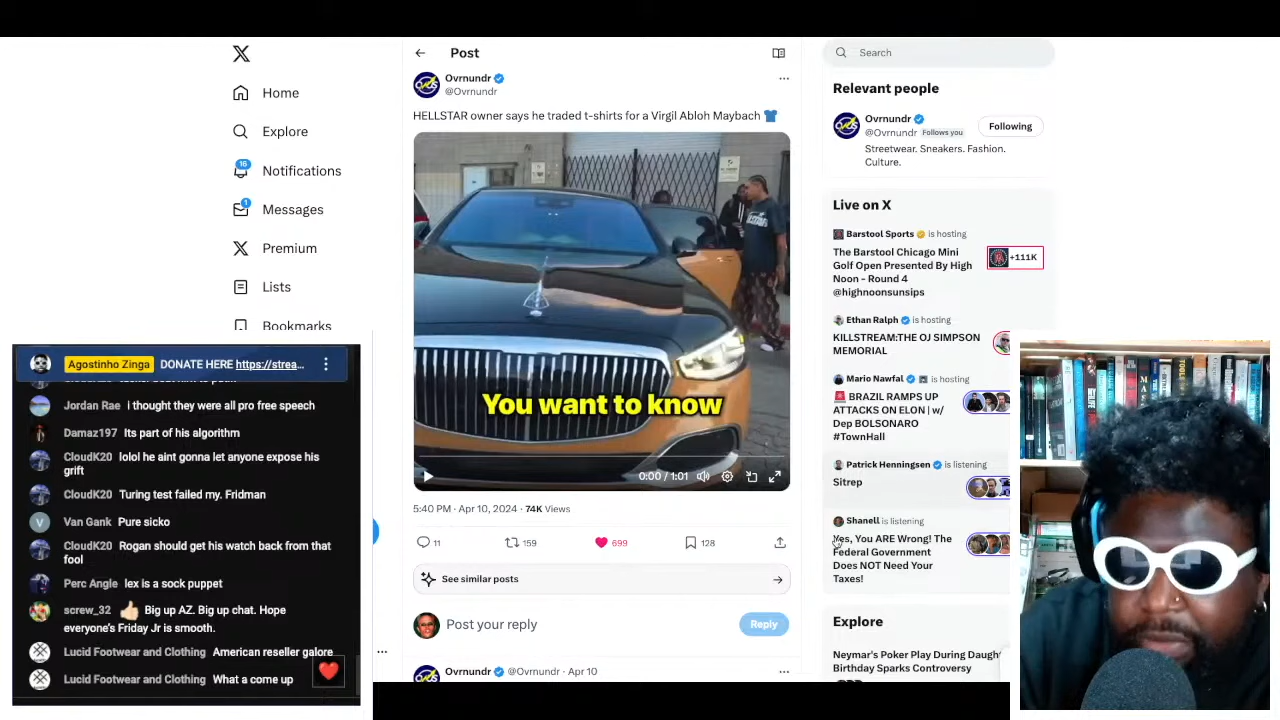 Home
Explore
16
Notifications
1
Messages
Premium
Lists
Bookmarks
Post
Ovrnundr
@Ovrnundr
HELLSTAR owner says he traded t-shirts for a Virgil Abloh Maybach
You want to know
0:00 / 1:01
5:40 PM · Apr 10, 2024 · 74K Views
11
159
699
128
See similar posts
Post your reply
Reply
Ovrnundr @Ovrnundr · Apr 10
Search
Relevant people
Ovrnundr
@Ovrnundr Follows you
Following
Streetwear. Sneakers. Fashion.
Culture.
Live on X
Barstool Sports is hosting
The Barstool Chicago Mini
Golf Open Presented By High
Noon - Round 4
@highnoonsunsips
+111K
Ethan Ralph is hosting
KILLSTREAM:THE OJ SIMPSON
MEMORIAL
Mario Nawfal is hosting
BRAZIL RAMPS UP
ATTACKS ON ELON | w/
Dep BOLSONARO
#TownHall
Patrick Henningsen is listening
Sitrep
Shanell is listening
Yes, You ARE Wrong! The
Federal Government
Does NOT Need Your
Taxes!
Explore
Neymar's Poker Play During Daugh
Birthday Sparks Controversy
Agostinho Zinga DONATE HERE https://strea...
Jordan Rae i thought they were all pro free speech
Damaz197 Its part of his algorithm
CloudK20 lolol he aint gonna let anyone expose his
grift
CloudK20 Turing test failed my. Fridman
V
Van Gank Pure sicko
CloudK20 Rogan should get his watch back from that
fool
Perc Angle lex is a sock puppet
screw_32 Big up AZ. Big up chat. Hope
everyone's Friday Jr is smooth.
Lucid Footwear and Clothing American reseller galore
Lucid Footwear and Clothing What a come up